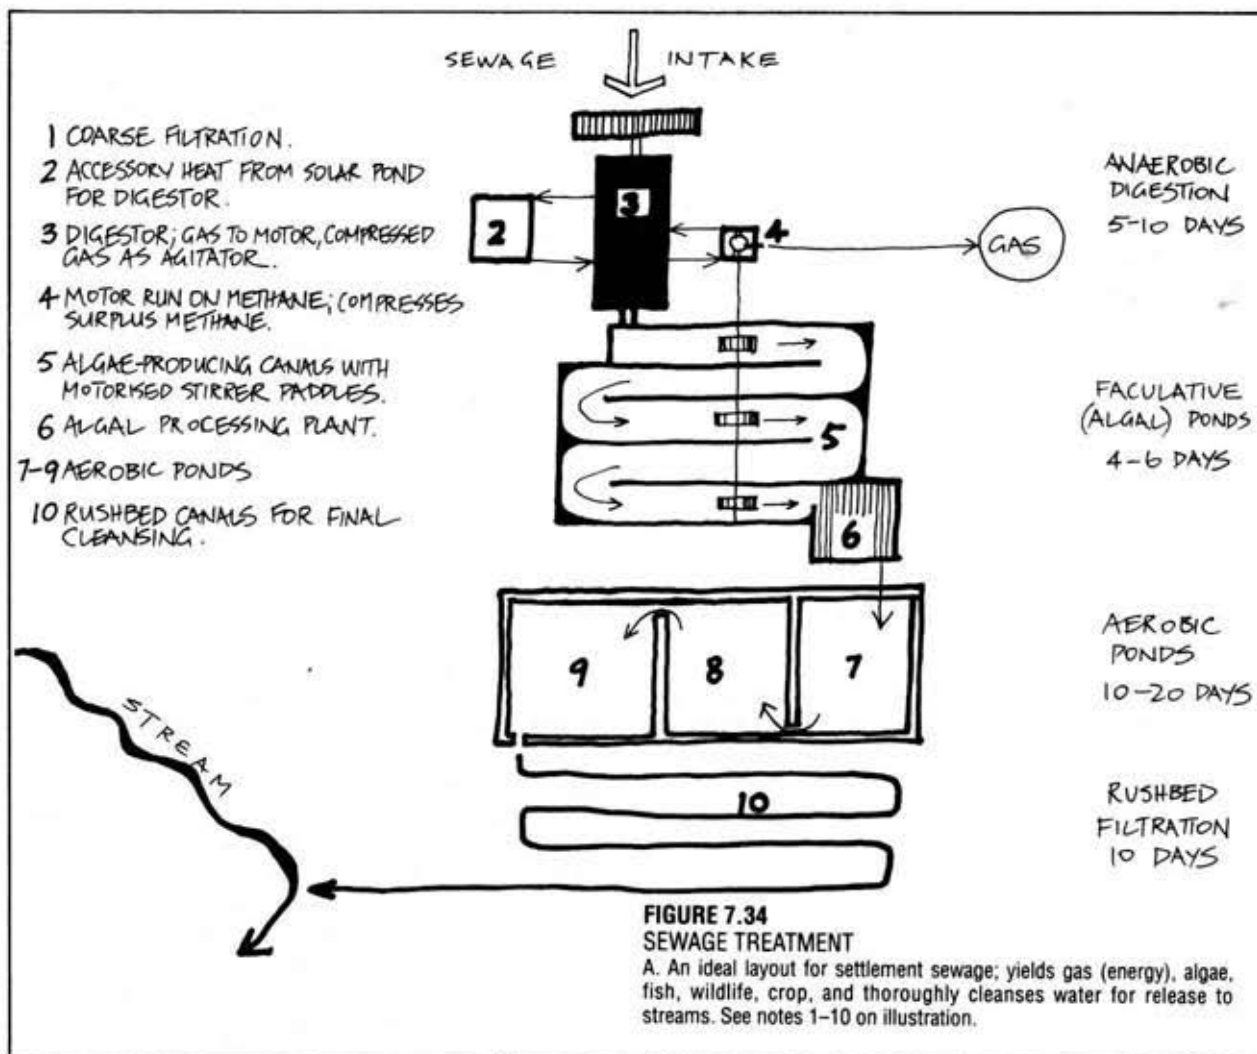 SEWAGE INTAKE
1 COARSE FILTRATION.
2 ACCESSORY HEAT FROM SOLAR POND
FOR DIGESTOR.
3 DIGESTOR; GAS TO MOTOR, COMPRESSED
GAS AS AGITATOR.
4 MOTOR RUN ON METHANE; COMPRESSES
SURPLUS METHANE.
5 ALGAE-PRODUCING CANALS WITH
MOTORISED STIRRER PADDLES.
6 ALGAL PROCESSING PLANT.
7-9 AEROBIC PONDS
10 RUSHBED CANALS FOR FINAL
CLEANSING.
2
3
4
GAS
5
6
7
8
9
10
STREAM
ANAEROBIC
DIGESTION
5-10 DAYS
FACULATIVE
(ALGAL) PONDS
4-6 DAYS
AEROBIC
PONDS
10-20 DAYS
RUSHBED
FILTRATION
10 DAYS
FIGURE 7.34
SEWAGE TREATMENT
A. An ideal layout for settlement sewage; yields gas (energy), algae,
fish, wildlife, crop, and thoroughly cleanses water for release to
streams. See notes 1–10 on illustration.